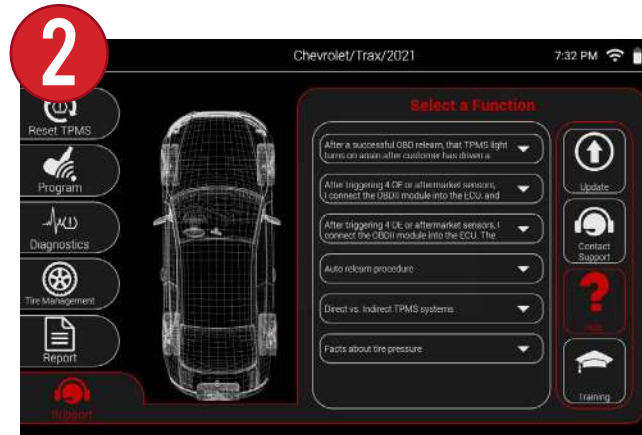 2
Chevrolet/Trax/2021
7:32 PM
Reset TPMS
Program
Diagnostics
Tire Management
Report
Support
Select a Function
After a successful OBD relearn, that TPMS light
turns on again after customer has driven a
After triggering 4 OE or aftermarket sensors,
I connect the OBDII module into the ECU, and
After triggering 4 OE or aftermarket sensors, I
connect the OBDII module into the ECU. The
Auto relearn procedure
Direct vs. Indirect TPMS systems
Facts about tire pressure
Update
Contact
Support
Training